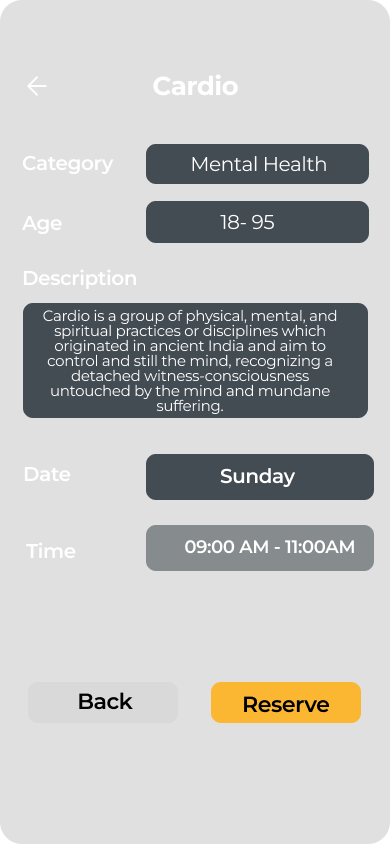 Cardio
Category
Mental Health
Age
18- 95
Description
Cardio is a group of physical, mental, and
spiritual practices or disciplines which
originated in ancient India and aim to
control and still the mind, recognizing a
detached witness-consciousness
untouched by the mind and mundane
suffering.
Date
Sunday
Time
09:00 AM - 11:00AM
Back
Reserve